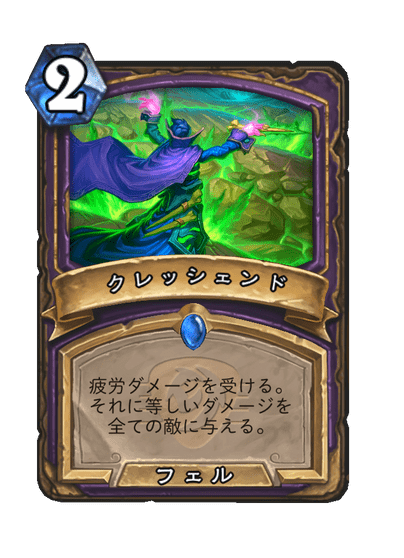 2
クレッシェンド
疲労ダメージを受ける。
それに等しいダメージを
全ての敵に与える。
フェル